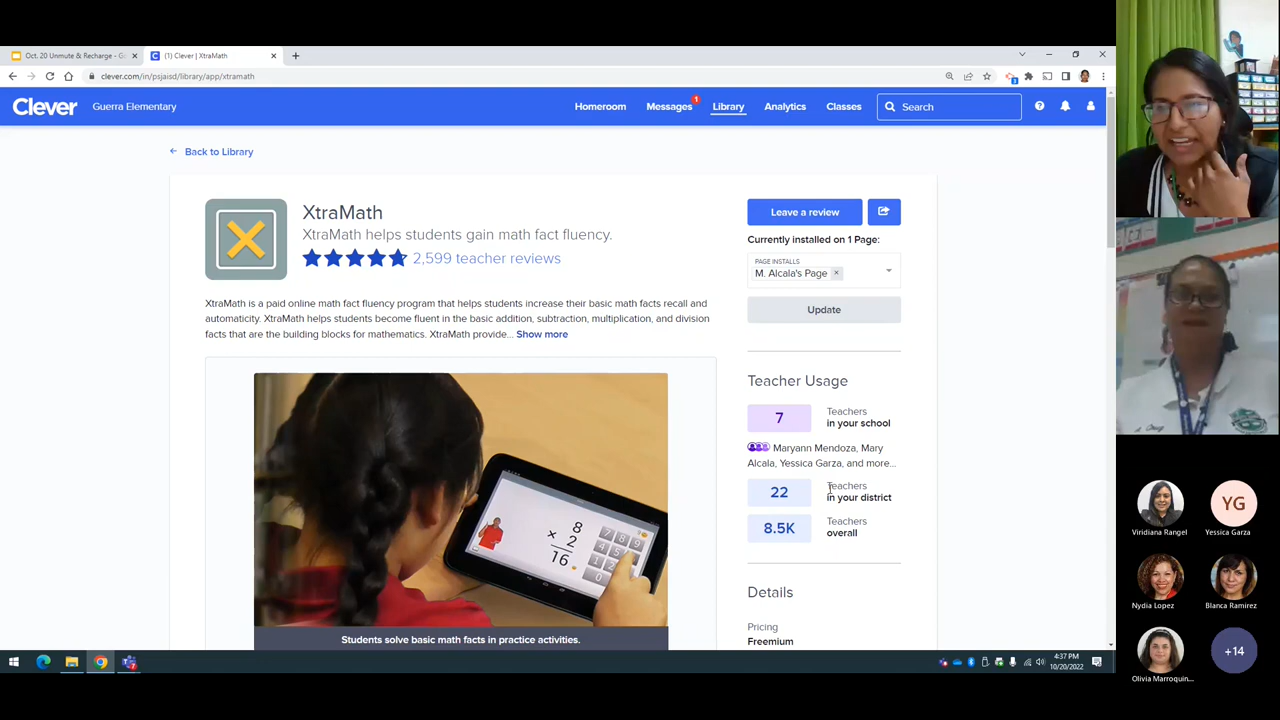 Oct. 20 Unmute & Recharge - G
(1) Clever | XtraMath
clever.com/in/psjaisd/library/app/xtramath
Clever
Guerra Elementary
Homeroom
Messages
1
Library
Analytics
Classes
Search
Back to Library
XtraMath
XtraMath helps students gain math fact fluency.
2,599 teacher reviews
XtraMath is a paid online math fact fluency program that helps students increase their basic math facts recall and
automaticity. XtraMath helps students become fluent in the basic addition, subtraction, multiplication, and division
facts that are the building blocks for mathematics. XtraMath provide... Show more
8
× 2
16
7 8 9
Students solve basic math facts in practice activities.
Leave a review
Currently installed on 1 Page:
PAGE INSTALLS
M. Alcala's Page ×
Update
Teacher Usage
7
Teachers
in your school
Maryann Mendoza, Mary
Alcala, Yessica Garza, and more...
22
Teachers
in your district
8.5K
Teachers
overall
Details
Pricing
Freemium
4:37 PM
10/20/2022
Viridiana Rangel
YG
Yessica Garza
Nydia Lopez
Blanca Ramirez
Olivia Marroquin...
+14